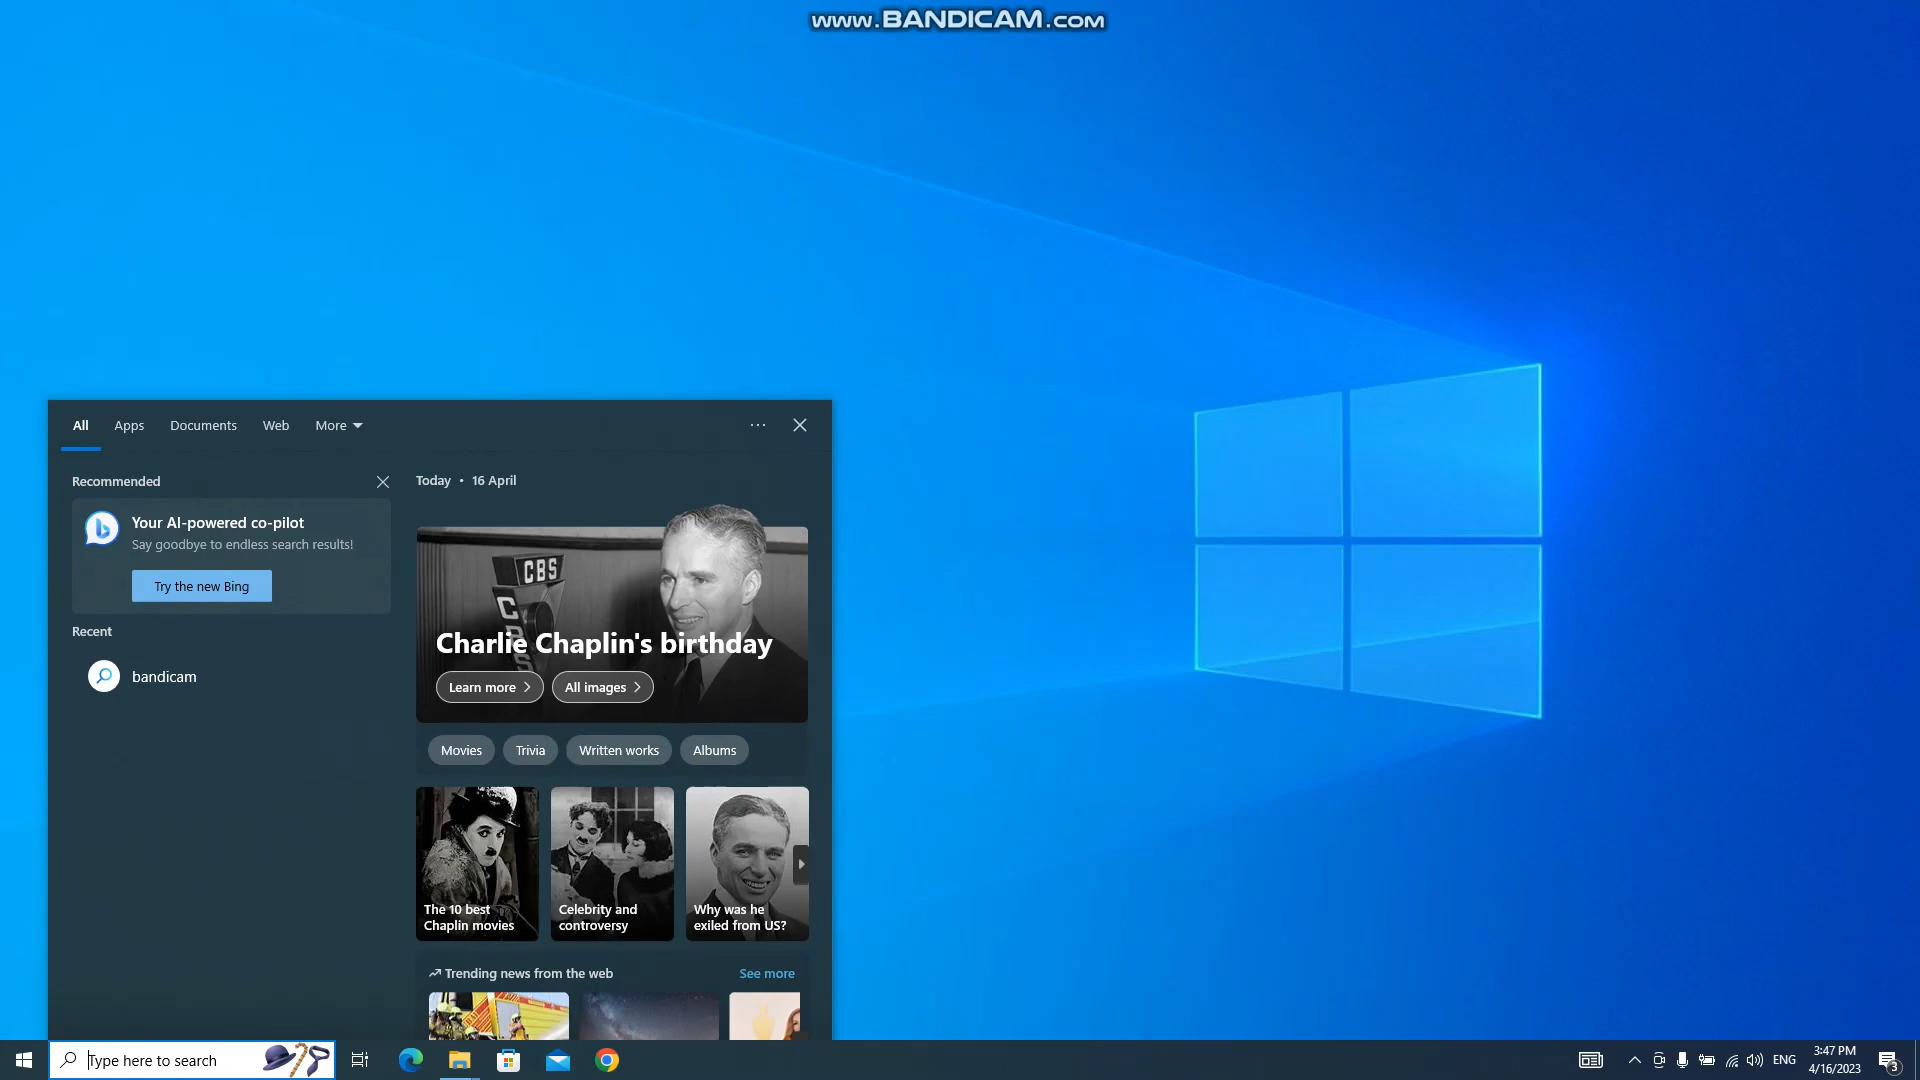 www.BANDICAM.com
All
Apps
Documents
Web
More
Recommended
Your AI-powered co-pilot
Say goodbye to endless search results!
Try the new Bing
Recent
bandicam
Today • 16 April
CBS
Charlie Chaplin's birthday
Learn more
All images
Movies
Trivia
Written works
Albums
The 10 best
Chaplin movies
Celebrity and
controversy
Why was he
exiled from US?
Trending news from the web
See more
Type here to search
ENG
3:47 PM
4/16/2023
3